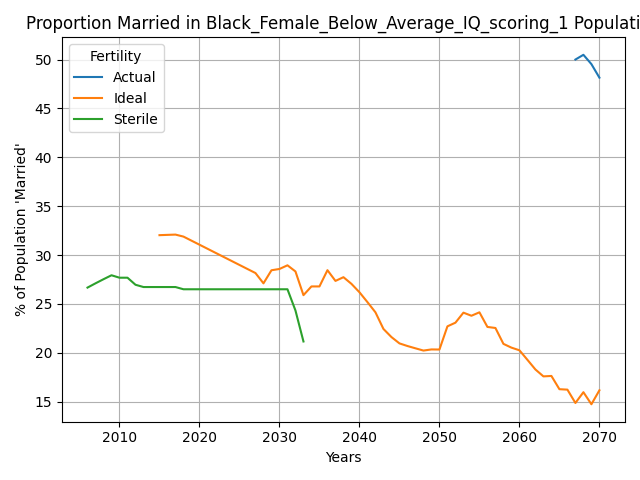 Proportion Married in Black_Female_Below_Average_IQ_scoring_1 Populati
Fertility
Actual
Ideal
Sterile
% of Population 'Married'
50
45
40
35
30
25
20
15
2010 2020 2030 2040 2050 2060 2070
Years